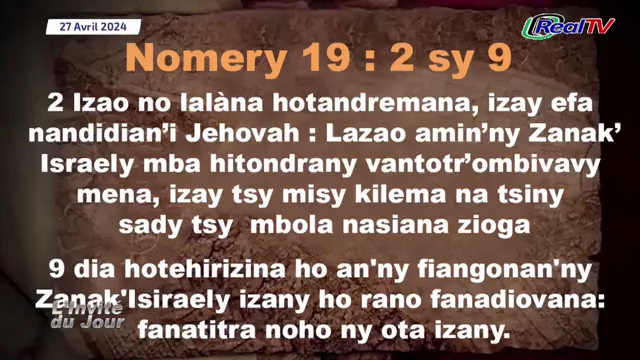 27 Avril 2024
RealTV
Nomery 19 : 2 sy 9
2 Izao no lalàna hotandremana, izay efa
nandidian’i Jehovah : Lazao amin’ny Zanak’
Israely mba hitondrany vantotr’ombivavy
mena, izay tsy misy kilema na tsiny
sady tsy mbola nasiana zioga
9 dia hotehirizina ho an'ny fiangonan'ny
Zanak'Isiraely izany ho rano fanadiovana:
L'Invité
du Jour
fanatitra noho ny ota izany.